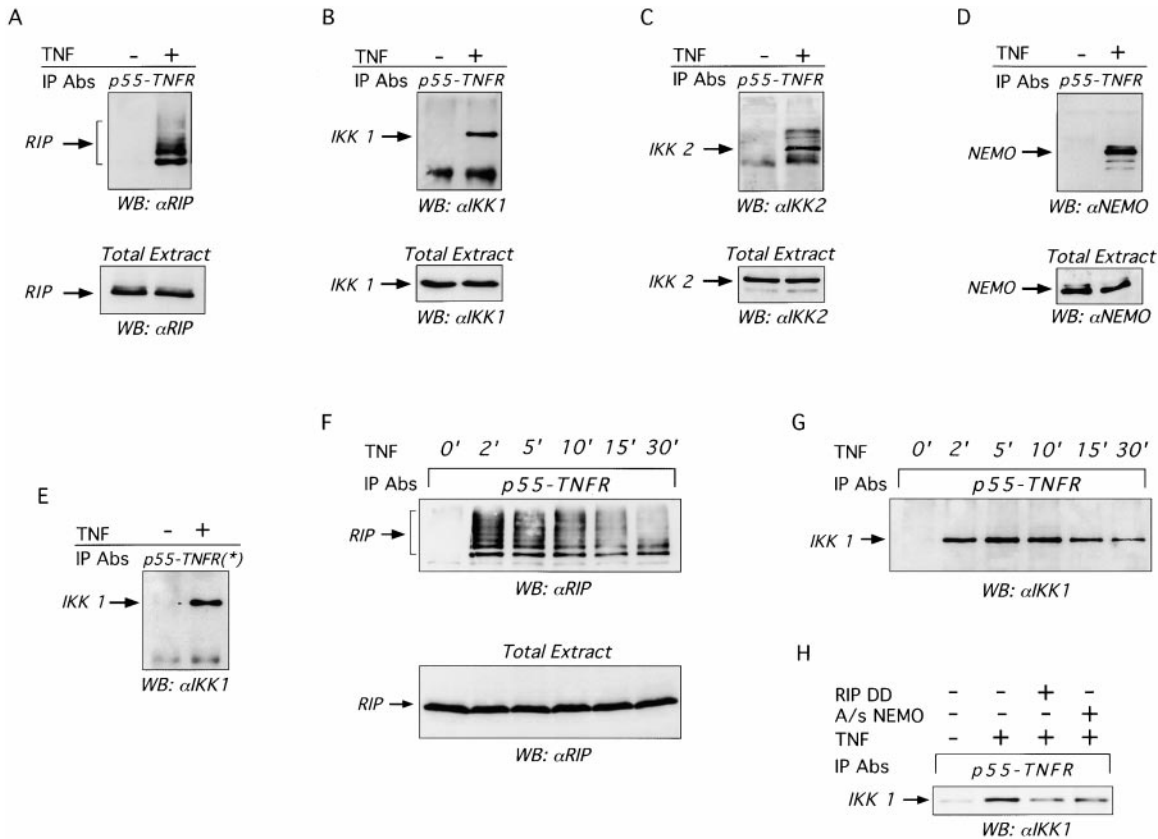 A
TNF - +
IP Abs p55-TNFR
RIP
WB: αRIP
Total Extract
RIP
WB: αRIP
B
TNF - +
IP Abs p55-TNFR
IKK 1
WB: αIKK1
Total Extract
IKK 1
WB: αIKK1
C
TNF - +
IP Abs p55-TNFR
IKK 2
WB: αIKK2
Total Extract
IKK 2
WB: αIKK2
D
TNF - +
IP Abs p55-TNFR
NEMO
WB: αNEMO
Total Extract
NEMO
WB: αNEMO
E
TNF - +
IP Abs p55-TNFR(*)
IKK 1
WB: αIKK1
F
TNF 0' 2' 5' 10' 15' 30'
IP Abs p55-TNFR
RIP
WB: αRIP
Total Extract
RIP
WB: αRIP
G
TNF 0' 2' 5' 10' 15' 30'
IP Abs p55-TNFR
IKK 1
WB: αIKK1
H
RIP DD - - + -
A/s NEMO - - - +
TNF - + + +
IP Abs p55-TNFR
IKK 1
WB: αIKK1